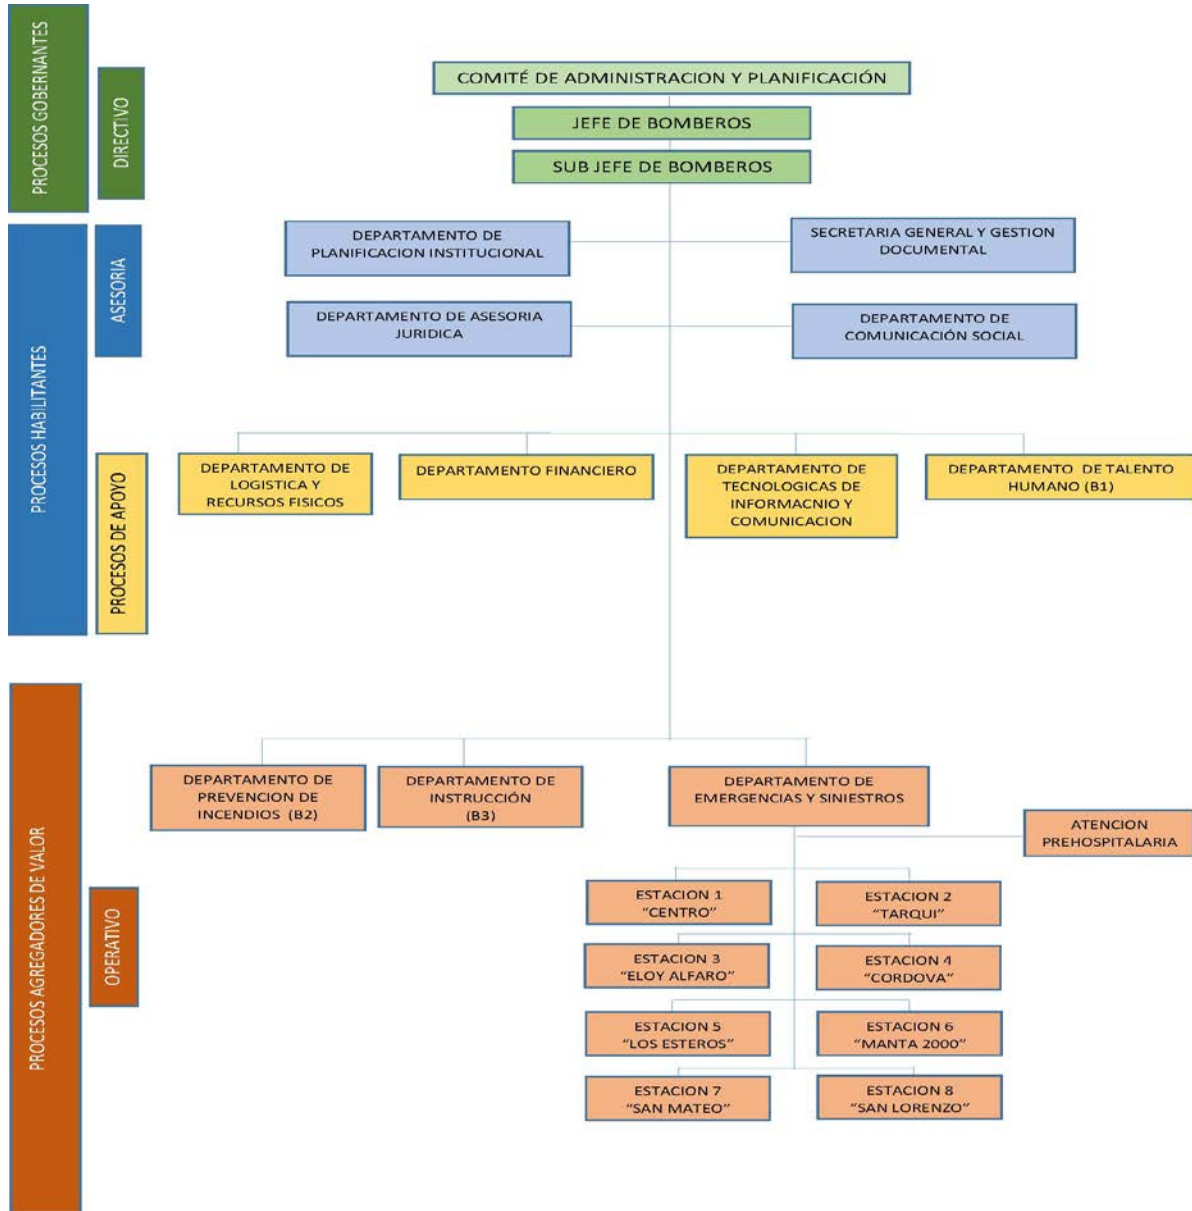 PROCESOS GOBERNANTES
DIRECTIVO
COMITÉ DE ADMINISTRACION Y PLANIFICACIÓN
JEFE DE BOMBEROS
SUB JEFE DE BOMBEROS
PROCESOS HABILITANTES
ASESORIA
DEPARTAMENTO DE
PLANIFICACION INSTITUCIONAL
SECRETARIA GENERAL Y GESTION
DOCUMENTAL
DEPARTAMENTO DE ASESORIA
JURIDICA
DEPARTAMENTO DE
COMUNICACIÓN SOCIAL
PROCESOS DE APOYO
DEPARTAMENTO DE
LOGISTICA Y
RECURSOS FISICOS
DEPARTAMENTO FINANCIERO
DEPARTAMENTO DE
TECNOLOGICAS DE
INFORMACNIO Y
COMUNICACION
DEPARTAMENTO DE TALENTO
HUMANO (B1)
PROCESOS AGREGADORES DE VALOR
OPERATIVO
DEPARTAMENTO DE
PREVENCION DE
INCENDIOS (B2)
DEPARTAMENTO DE
INSTRUCCIÓN
(B3)
DEPARTAMENTO DE
EMERGENCIAS Y SINIESTROS
ATENCION
PREHOSPITALARIA
ESTACION 1
“CENTRO”
ESTACION 2
“TARQUI”
ESTACION 3
“ELOY ALFARO”
ESTACION 4
“CORDOVA”
ESTACION 5
“LOS ESTEROS”
ESTACION 6
“MANTA 2000”
ESTACION 7
“SAN MATEO”
ESTACION 8
“SAN LORENZO”